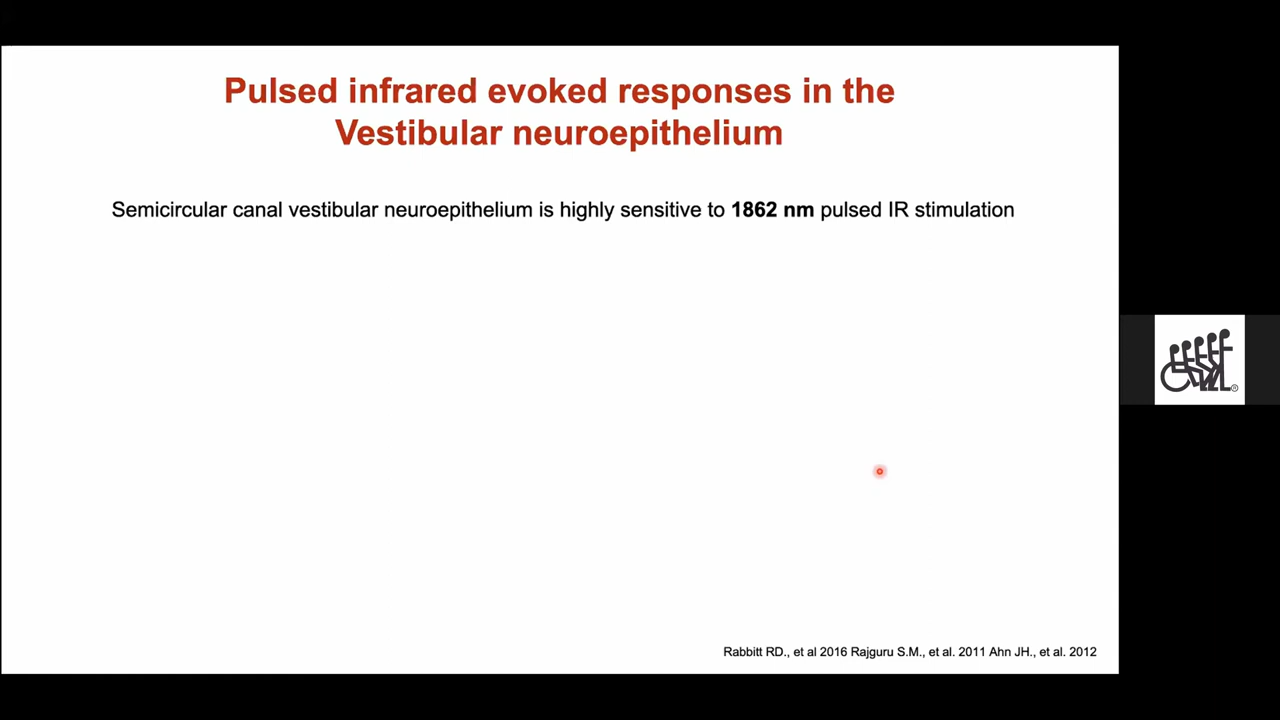 Pulsed infrared evoked responses in the
Vestibular neuroepithelium
Semicircular canal vestibular neuroepithelium is highly sensitive to 1862 nm pulsed IR stimulation
Rabbitt RD., et al 2016 Rajguru S.M., et al. 2011 Ahn JH., et al. 2012
®